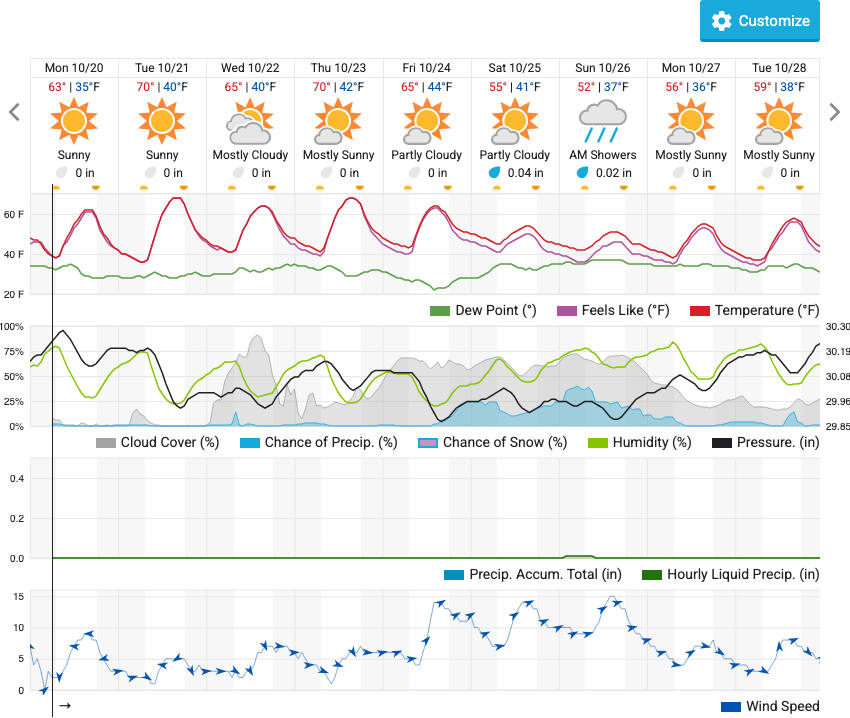 Customize
Mon 10/20 Tue 10/21 Wed 10/22 Thu 10/23 Fri 10/24 Sat 10/25 Sun 10/26 Mon 10/27 Tue 10/28
63° | 35°F 70° | 40°F 65° | 40°F 70° | 42°F 65° | 44°F 55° | 41°F 52° | 37°F 56° | 36°F 59° | 38°F
Sunny Sunny Mostly Cloudy Mostly Sunny Partly Cloudy Partly Cloudy AM Showers Mostly Sunny Mostly Sunny
0 in 0 in 0 in 0 in 0 in 0.04 in 0.02 in 0 in 0 in
60 F
40 F
20 F
Dew Point (°) Feels Like (°F) Temperature (°F)
100% 30.30
75% 30.19
50% 30.08
25% 29.96
0% 29.85
Cloud Cover (%) Chance of Precip. (%) Chance of Snow (%) Humidity (%) Pressure. (in)
0.4
0.2
0.0
Precip. Accum. Total (in) Hourly Liquid Precip. (in)
15
10
5
0
→
Wind Speed